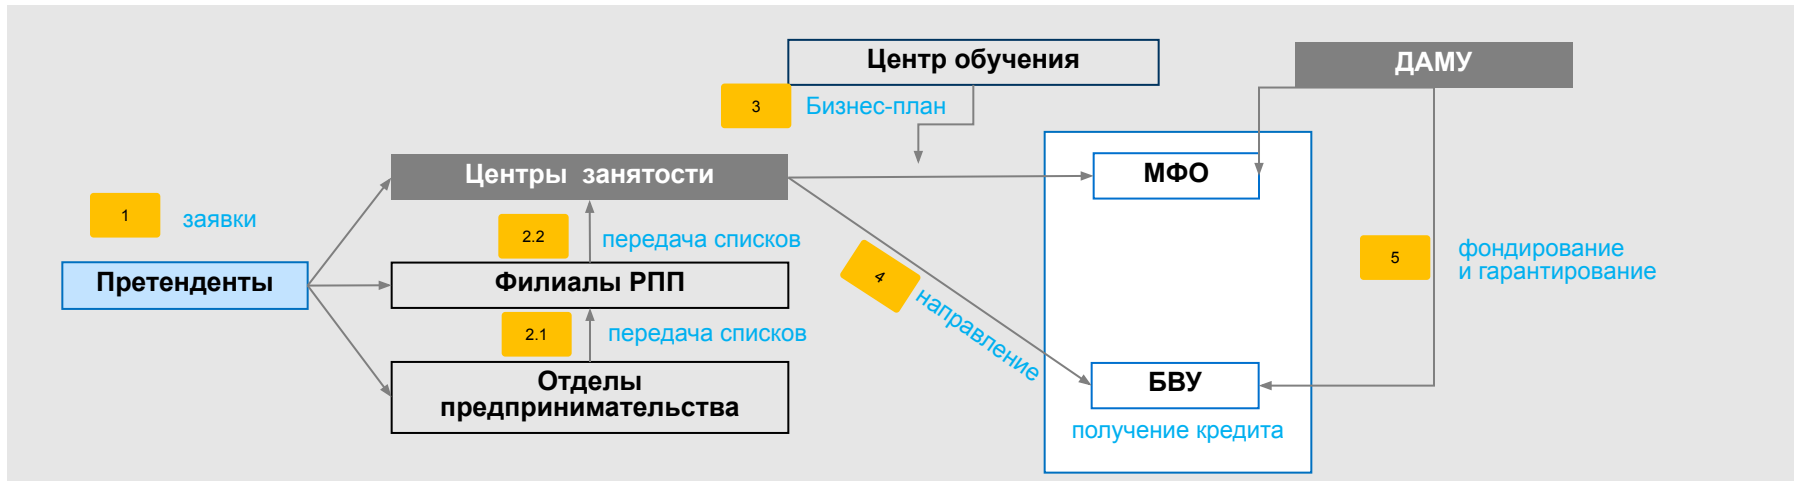 Центр обучения
ДАМУ
3
Бизнес-план
Центры занятости
МФО
1
заявки
2.2
передача списков
5
фондирование
и гарантирование
Претенденты
Филиалы РПП
4
направление
2.1
передача списков
Отделы
предпринимательства
БВУ
получение кредита